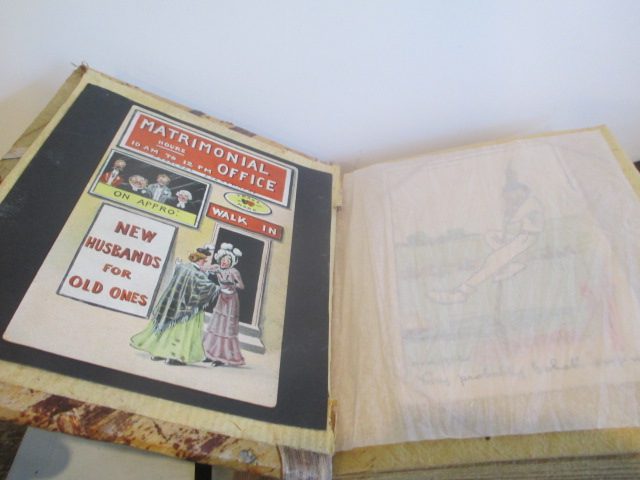 MATRIMONIAL
HOURS
10 AM TO 12 PM
OFFICE
ON APPRO!
WALK IN
NEW
HUSBANDS
FOR
OLD ONES